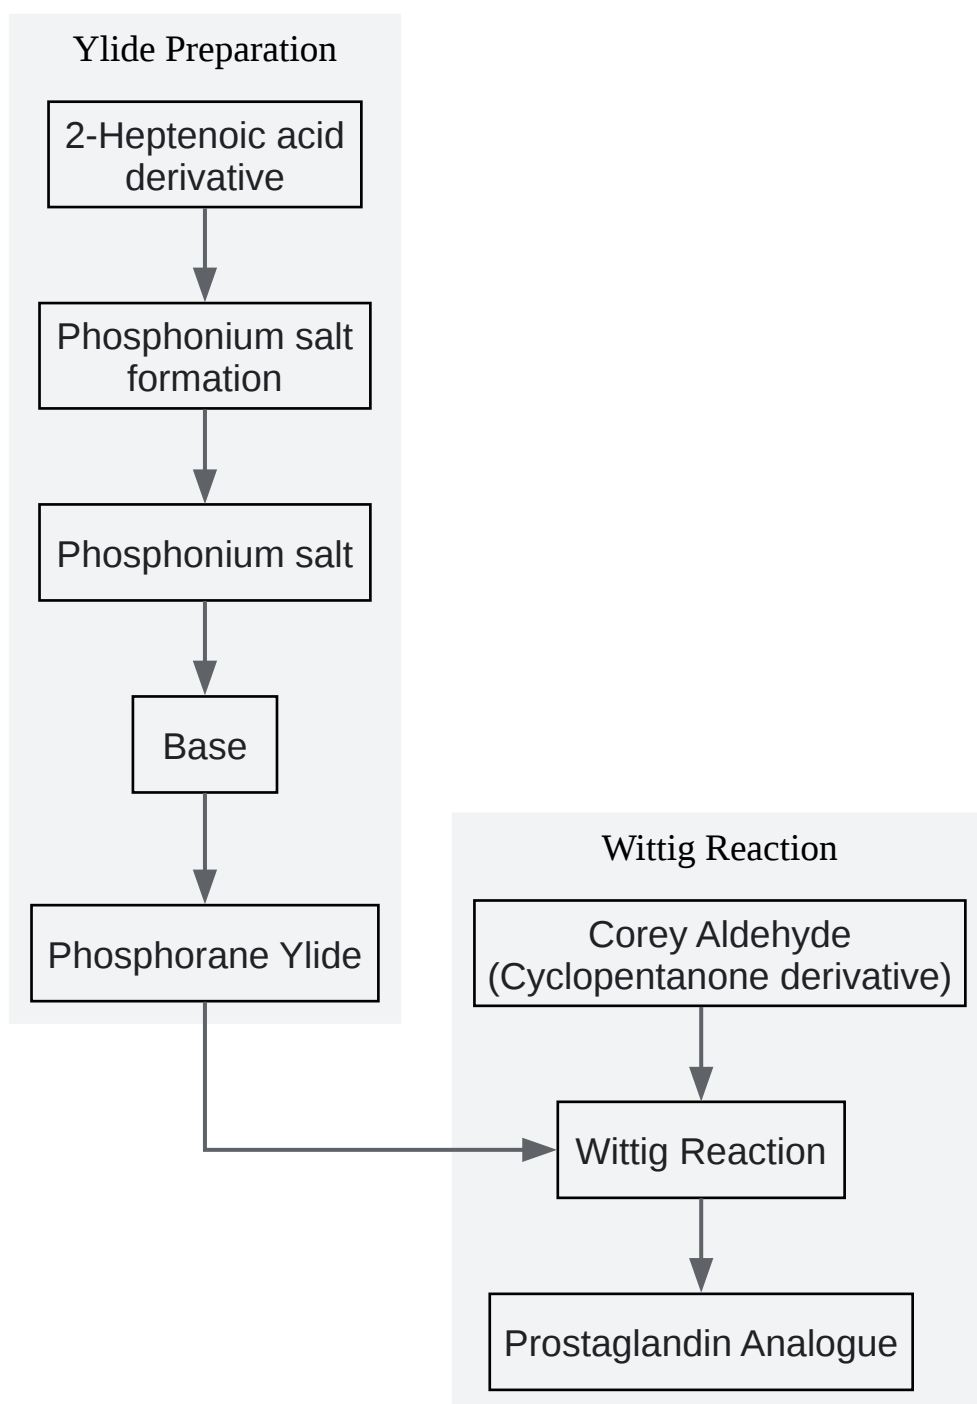 Ylide Preparation
2-Heptenoic acid
derivative
Phosphonium salt
formation
Phosphonium salt
Base
Phosphorane Ylide
Wittig Reaction
Corey Aldehyde
(Cyclopentanone derivative)
Wittig Reaction
Prostaglandin Analogue